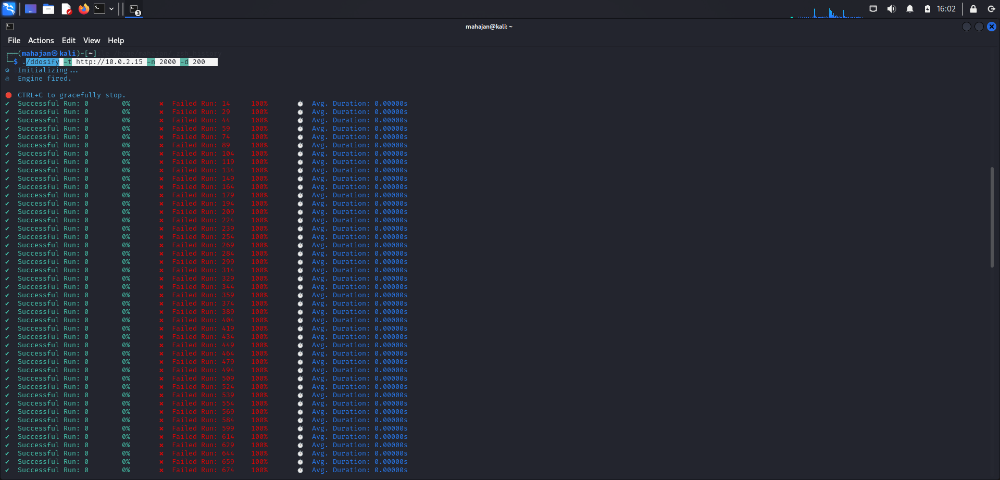 3
16:02
mahajan@kali: ~
File Actions Edit View Help
(mahajan㉿kali)-[~] /home/mahajan/.zsh_history
$ ./ddosify -t http://10.0.2.15 -n 2000 -d 200
⚙ Initializing...
🔥 Engine fired.
🛑 CTRL+C to gracefully stop.
✔ Successful Run: 0 0% ✖ Failed Run: 14 100% ⏱ Avg. Duration: 0.00000s
✔ Successful Run: 0 0% ✖ Failed Run: 29 100% ⏱ Avg. Duration: 0.00000s
✔ Successful Run: 0 0% ✖ Failed Run: 44 100% ⏱ Avg. Duration: 0.00000s
✔ Successful Run: 0 0% ✖ Failed Run: 59 100% ⏱ Avg. Duration: 0.00000s
✔ Successful Run: 0 0% ✖ Failed Run: 74 100% ⏱ Avg. Duration: 0.00000s
✔ Successful Run: 0 0% ✖ Failed Run: 89 100% ⏱ Avg. Duration: 0.00000s
✔ Successful Run: 0 0% ✖ Failed Run: 104 100% ⏱ Avg. Duration: 0.00000s
✔ Successful Run: 0 0% ✖ Failed Run: 119 100% ⏱ Avg. Duration: 0.00000s
✔ Successful Run: 0 0% ✖ Failed Run: 134 100% ⏱ Avg. Duration: 0.00000s
✔ Successful Run: 0 0% ✖ Failed Run: 149 100% ⏱ Avg. Duration: 0.00000s
✔ Successful Run: 0 0% ✖ Failed Run: 164 100% ⏱ Avg. Duration: 0.00000s
✔ Successful Run: 0 0% ✖ Failed Run: 179 100% ⏱ Avg. Duration: 0.00000s
✔ Successful Run: 0 0% ✖ Failed Run: 194 100% ⏱ Avg. Duration: 0.00000s
✔ Successful Run: 0 0% ✖ Failed Run: 209 100% ⏱ Avg. Duration: 0.00000s
✔ Successful Run: 0 0% ✖ Failed Run: 224 100% ⏱ Avg. Duration: 0.00000s
✔ Successful Run: 0 0% ✖ Failed Run: 239 100% ⏱ Avg. Duration: 0.00000s
✔ Successful Run: 0 0% ✖ Failed Run: 254 100% ⏱ Avg. Duration: 0.00000s
✔ Successful Run: 0 0% ✖ Failed Run: 269 100% ⏱ Avg. Duration: 0.00000s
✔ Successful Run: 0 0% ✖ Failed Run: 284 100% ⏱ Avg. Duration: 0.00000s
✔ Successful Run: 0 0% ✖ Failed Run: 299 100% ⏱ Avg. Duration: 0.00000s
✔ Successful Run: 0 0% ✖ Failed Run: 314 100% ⏱ Avg. Duration: 0.00000s
✔ Successful Run: 0 0% ✖ Failed Run: 329 100% ⏱ Avg. Duration: 0.00000s
✔ Successful Run: 0 0% ✖ Failed Run: 344 100% ⏱ Avg. Duration: 0.00000s
✔ Successful Run: 0 0% ✖ Failed Run: 359 100% ⏱ Avg. Duration: 0.00000s
✔ Successful Run: 0 0% ✖ Failed Run: 374 100% ⏱ Avg. Duration: 0.00000s
✔ Successful Run: 0 0% ✖ Failed Run: 389 100% ⏱ Avg. Duration: 0.00000s
✔ Successful Run: 0 0% ✖ Failed Run: 404 100% ⏱ Avg. Duration: 0.00000s
✔ Successful Run: 0 0% ✖ Failed Run: 419 100% ⏱ Avg. Duration: 0.00000s
✔ Successful Run: 0 0% ✖ Failed Run: 434 100% ⏱ Avg. Duration: 0.00000s
✔ Successful Run: 0 0% ✖ Failed Run: 449 100% ⏱ Avg. Duration: 0.00000s
✔ Successful Run: 0 0% ✖ Failed Run: 464 100% ⏱ Avg. Duration: 0.00000s
✔ Successful Run: 0 0% ✖ Failed Run: 479 100% ⏱ Avg. Duration: 0.00000s
✔ Successful Run: 0 0% ✖ Failed Run: 494 100% ⏱ Avg. Duration: 0.00000s
✔ Successful Run: 0 0% ✖ Failed Run: 509 100% ⏱ Avg. Duration: 0.00000s
✔ Successful Run: 0 0% ✖ Failed Run: 524 100% ⏱ Avg. Duration: 0.00000s
✔ Successful Run: 0 0% ✖ Failed Run: 539 100% ⏱ Avg. Duration: 0.00000s
✔ Successful Run: 0 0% ✖ Failed Run: 554 100% ⏱ Avg. Duration: 0.00000s
✔ Successful Run: 0 0% ✖ Failed Run: 569 100% ⏱ Avg. Duration: 0.00000s
✔ Successful Run: 0 0% ✖ Failed Run: 584 100% ⏱ Avg. Duration: 0.00000s
✔ Successful Run: 0 0% ✖ Failed Run: 599 100% ⏱ Avg. Duration: 0.00000s
✔ Successful Run: 0 0% ✖ Failed Run: 614 100% ⏱ Avg. Duration: 0.00000s
✔ Successful Run: 0 0% ✖ Failed Run: 629 100% ⏱ Avg. Duration: 0.00000s
✔ Successful Run: 0 0% ✖ Failed Run: 644 100% ⏱ Avg. Duration: 0.00000s
✔ Successful Run: 0 0% ✖ Failed Run: 659 100% ⏱ Avg. Duration: 0.00000s
✔ Successful Run: 0 0% ✖ Failed Run: 674 100% ⏱ Avg. Duration: 0.00000s